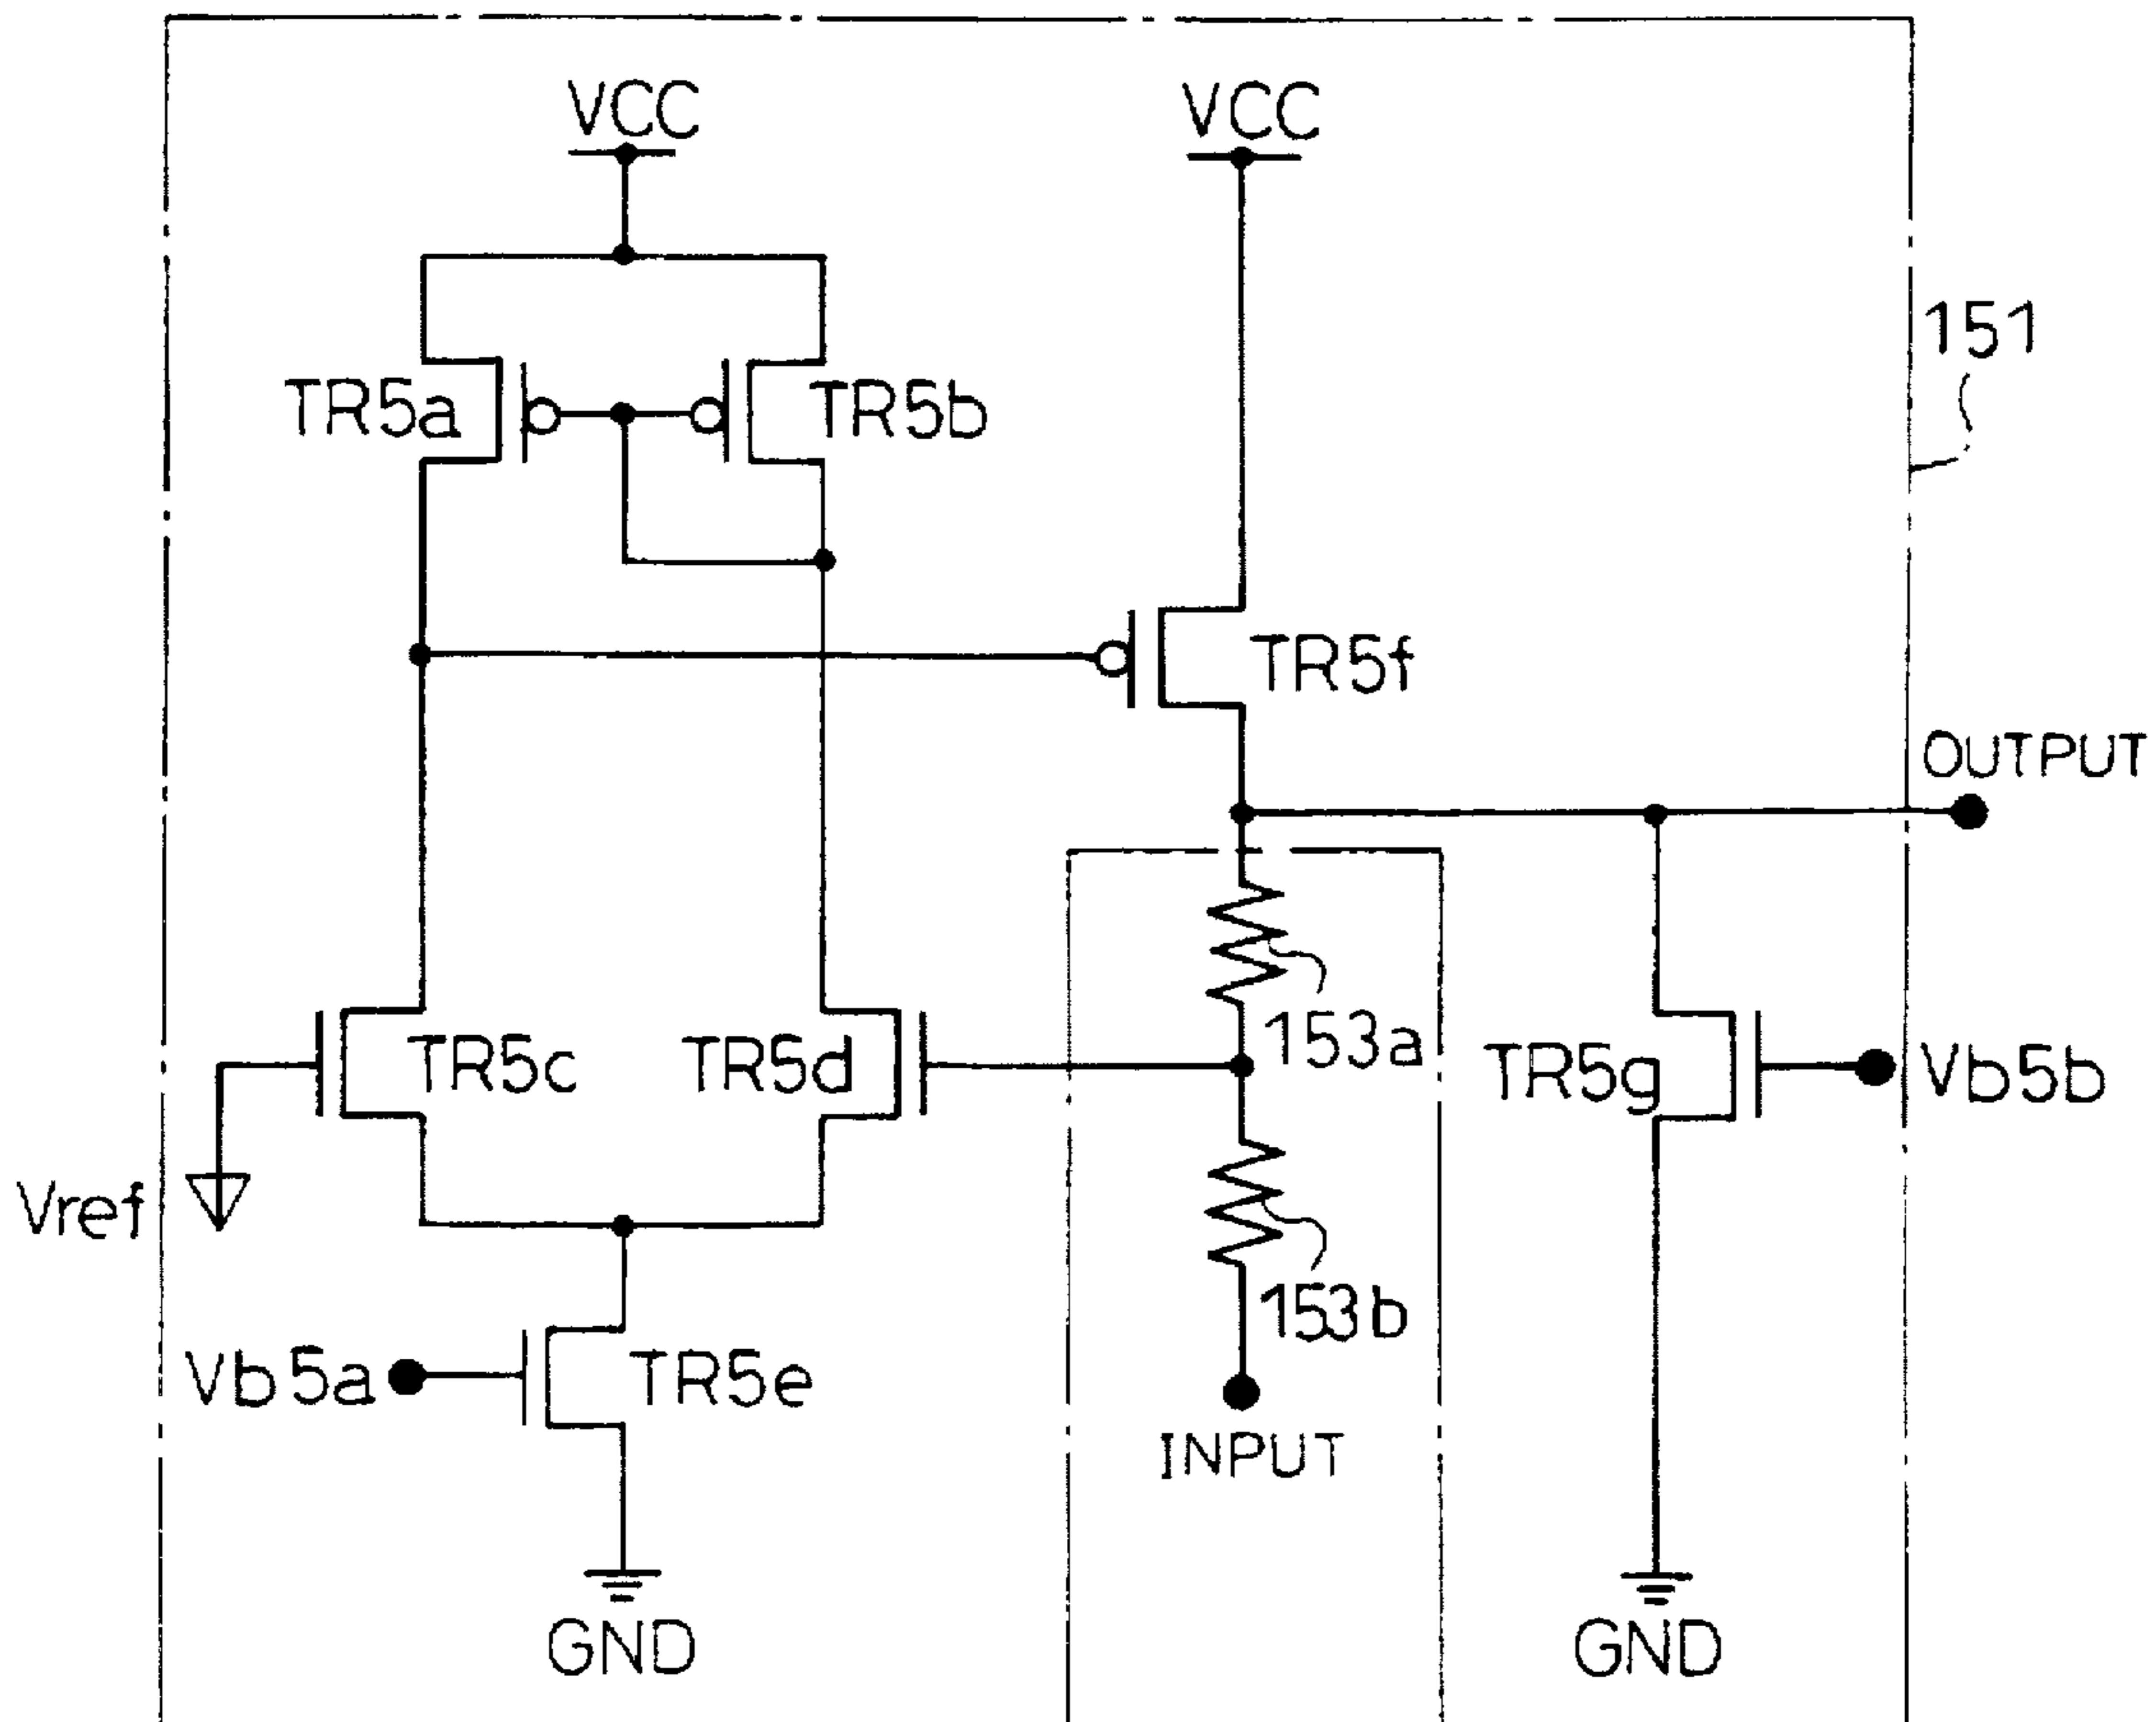 VCC
VCC
151
TR5a
TR5b
TR5f
OUTPUT
153a
TR5c
TR5d
TR5g
Vb5b
Vref
153b
Vb5a
TR5e
INPUT
GND
GND